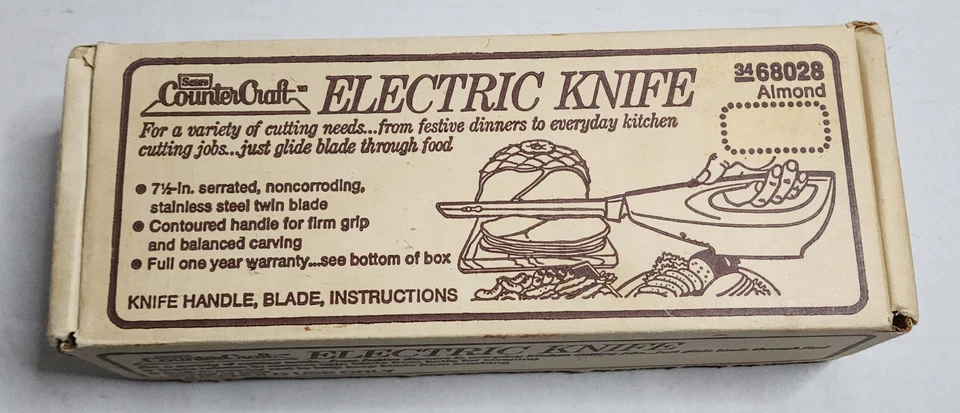 Sears
CounterCraft™ ELECTRIC KNIFE
34 68028
Almond
For a variety of cutting needs...from festive dinners to everyday kitchen
cutting jobs...just glide blade through food
● 7½-in. serrated, noncorroding,
stainless steel twin blade
● Contoured handle for firm grip
and balanced carving
● Full one year warranty...see bottom of box
KNIFE HANDLE, BLADE, INSTRUCTIONS
CounterCraft ELECTRIC KNIFE